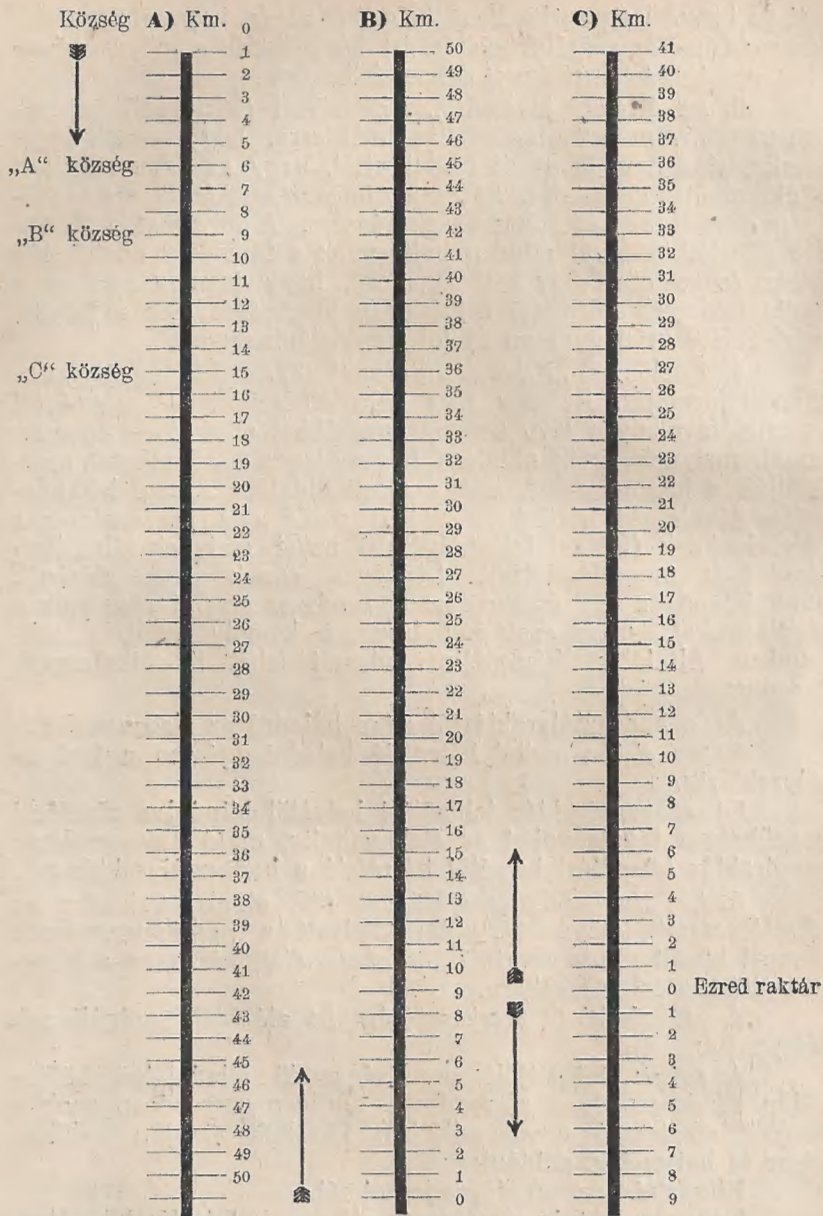 Község A) Km. 0 B) Km. C) Km.
1 50 41
2 49 40
3 48 39
4 47 38
5 46 37
„A“ község 6 45 36
7 44 35
8 43 34
„B“ község 9 42 33
10 41 32
11 40 31
12 39 30
13 38 29
14 37 28
„C“ község 15 36 27
16 35 26
17 34 25
18 33 24
19 32 23
20 31 22
21 30 21
22 29 20
23 28 19
24 27 18
25 26 17
26 25 16
27 24 15
28 23 14
29 22 13
30 21 12
31 20 11
32 19 10
33 18 9
34 17 8
35 16 7
36 15 6
37 14 5
38 13 4
39 12 3
40 11 2
41 10 1
42 9 0 Ezred raktár
43 8 1
44 7 2
45 6 3
46 5 4
47 4 5
48 3 6
49 2 7
50 1 8
0 9